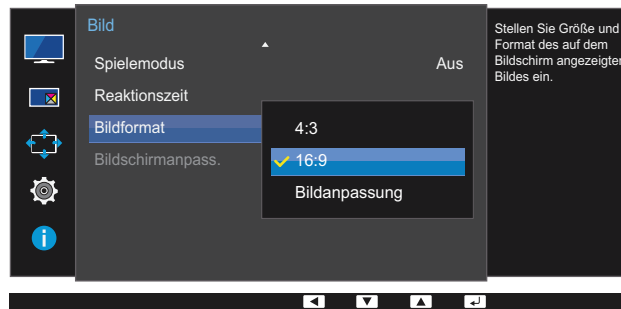 Bild
Spielemodus Aus
Reaktionszeit
Bildformat
Bildschirmanpass.
4:3
16:9
Bildanpassung
Stellen Sie Größe und
Format des auf dem
Bildschirm angezeigten
Bildes ein.